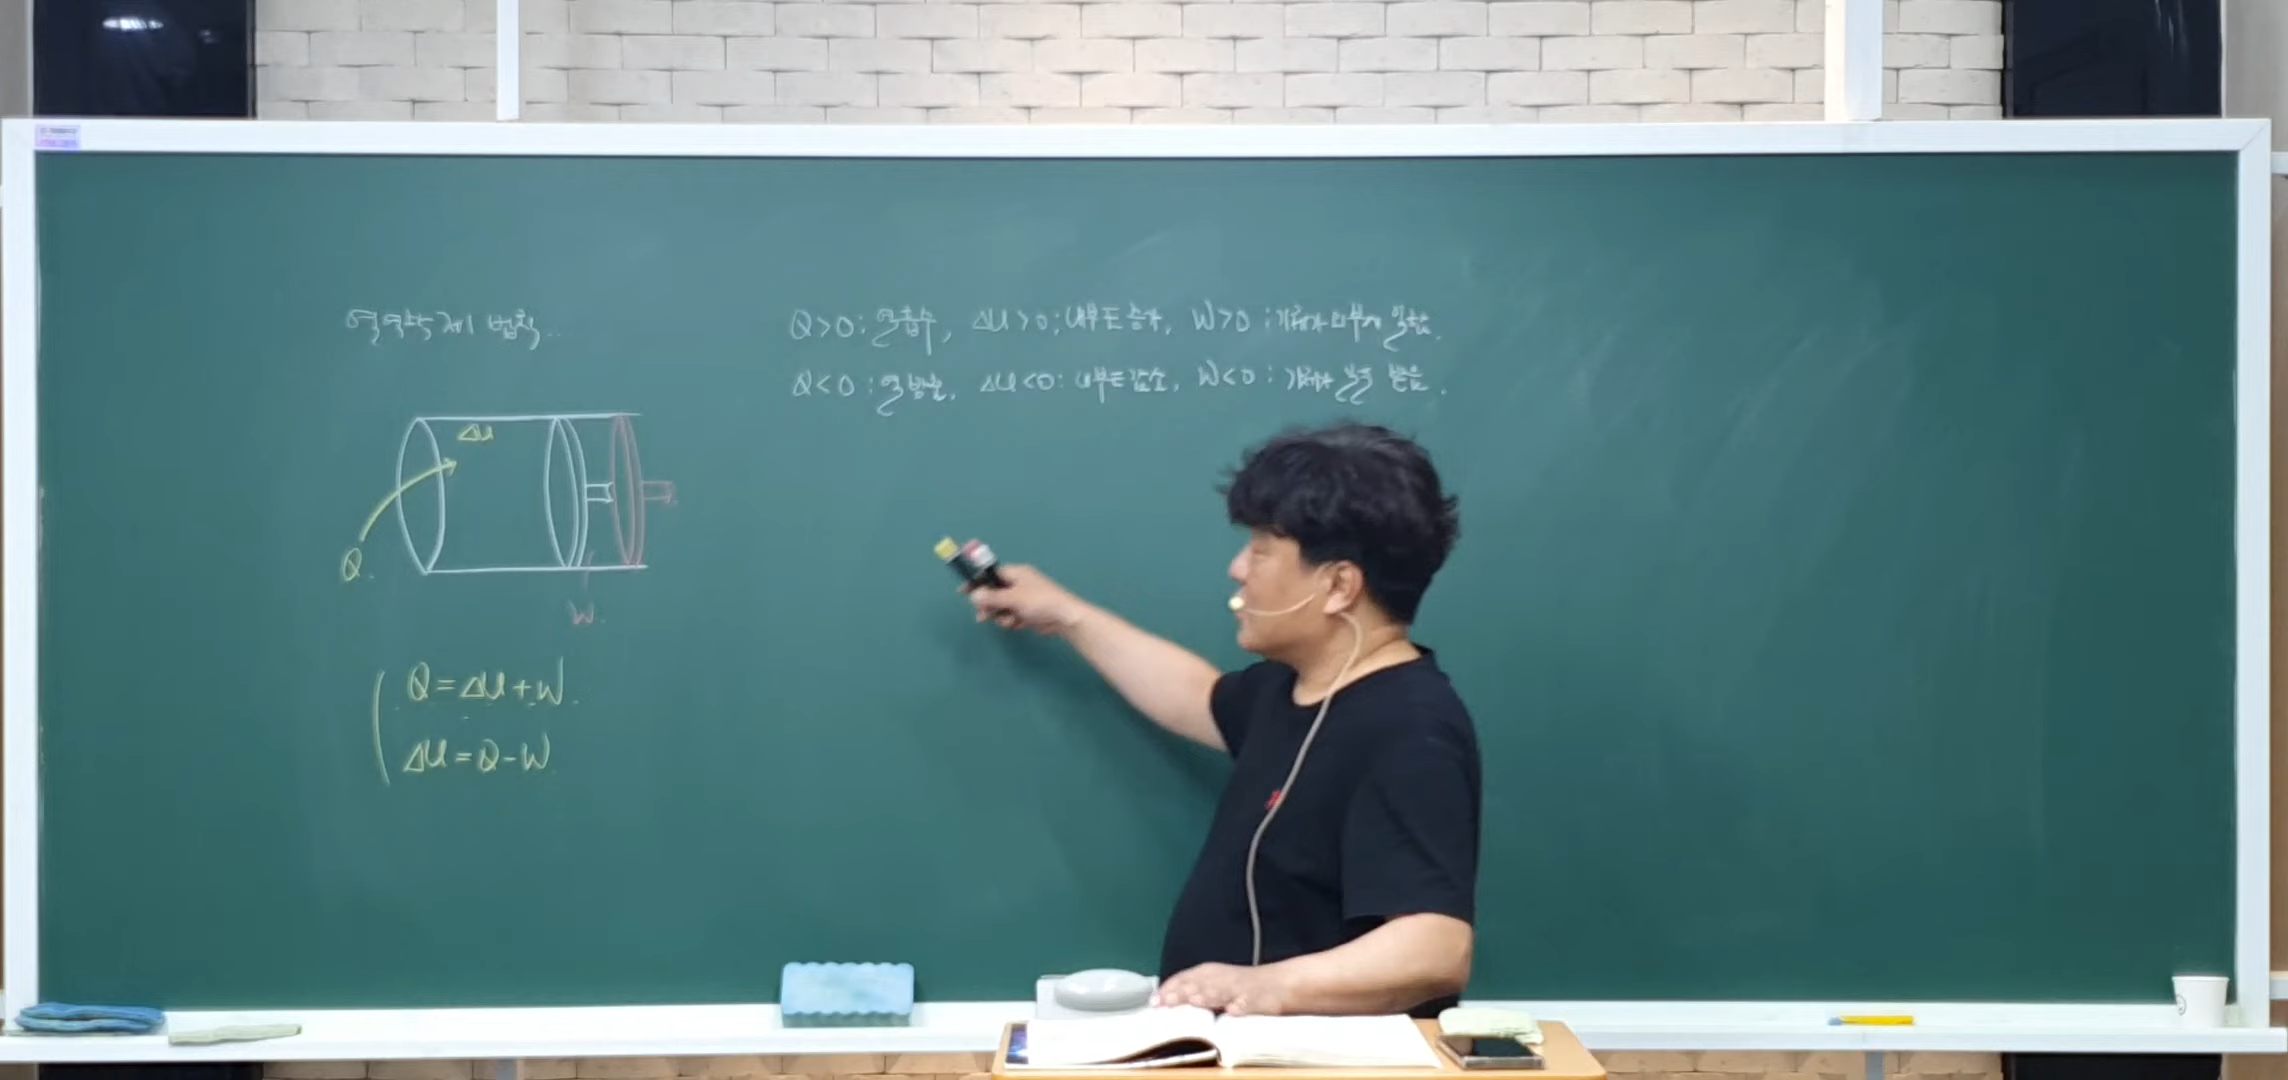 열역학 제1 법칙..
Q>0 : 열흡수, ΔU>0 : 내부E 증가, W>0 : 기체가 외부에 일함.
Q<0 : 열방출, ΔU<0 : 내부E 감소, W<0 : 기체가 일을 받음.
ΔU
Q.
W.
Q=ΔU+W.
ΔU=Q-W.